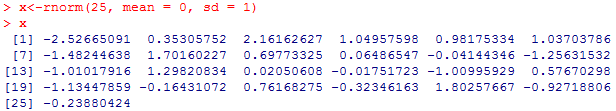 > x<-rnorm(25, mean = 0, sd = 1)
> x
[1] -2.52665091 0.35305752 2.16162627 1.04957598 0.98175334 1.03703786
[7] -1.48244638 1.70160227 0.69773325 0.06486547 -0.04144346 -1.25631532
[13] -1.01017916 1.29820834 0.02050608 -0.01751723 -1.00995929 0.57670298
[19] -1.13447859 -0.16431072 0.76168275 -0.32346163 1.80257667 -0.92718806
[25] -0.23880424